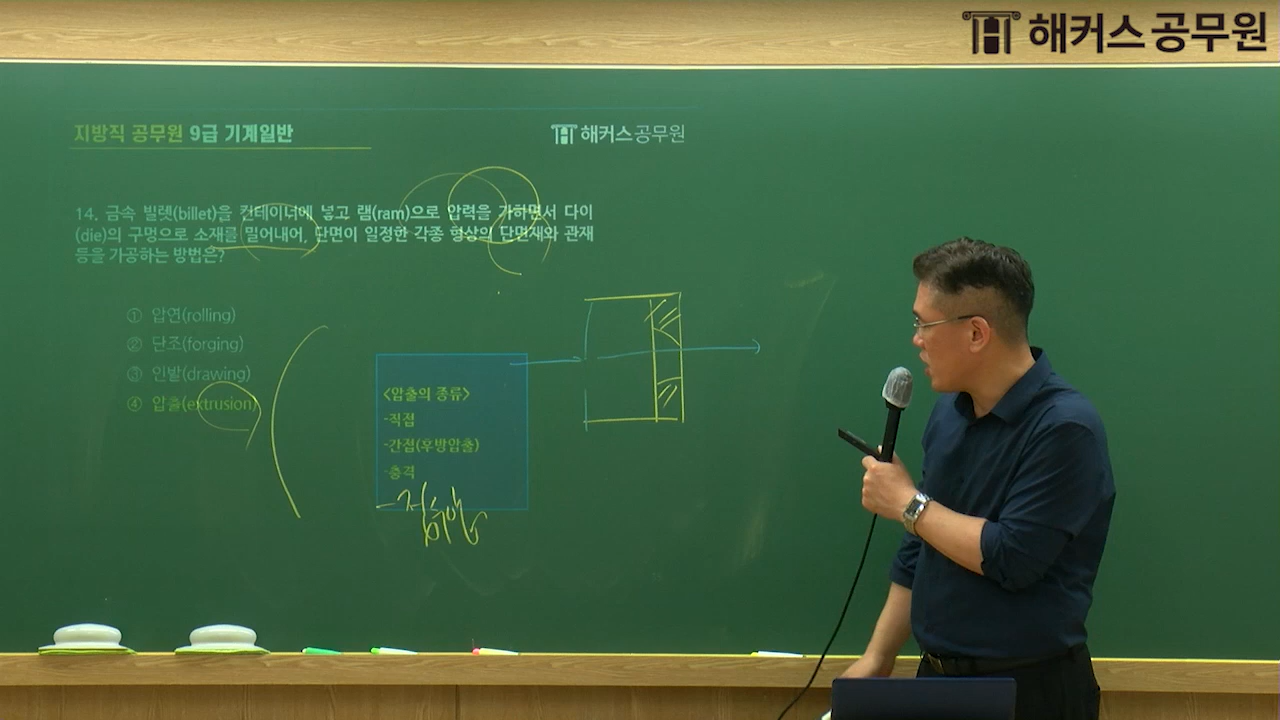 해커스 공무원
지방직 공무원 9급 기계일반
해커스공무원
14. 금속 빌렛(billet)을 컨테이너에 넣고 램(ram)으로 압력을 가하면서 다이
(die)의 구멍으로 소재를 밀어내어, 단면이 일정한 각종 형상의 단면재와 관재
등을 가공하는 방법은?
① 압연(rolling)
② 단조(forging)
③ 인발(drawing)
④ 압출(extrusion)
<압출의 종류>
-직접
-간접(후방압출)
-충격